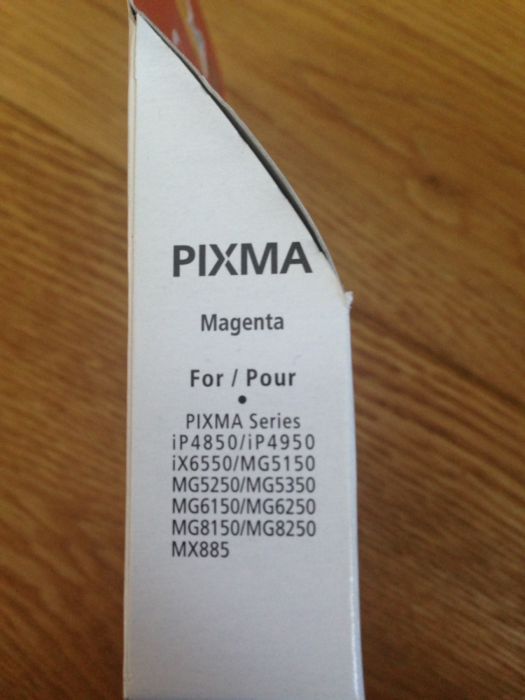 PIXMA
Magenta
For / Pour
•
PIXMA Series
iP4850/iP4950
iX6550/MG5150
MG5250/MG5350
MG6150/MG6250
MG8150/MG8250
MX885